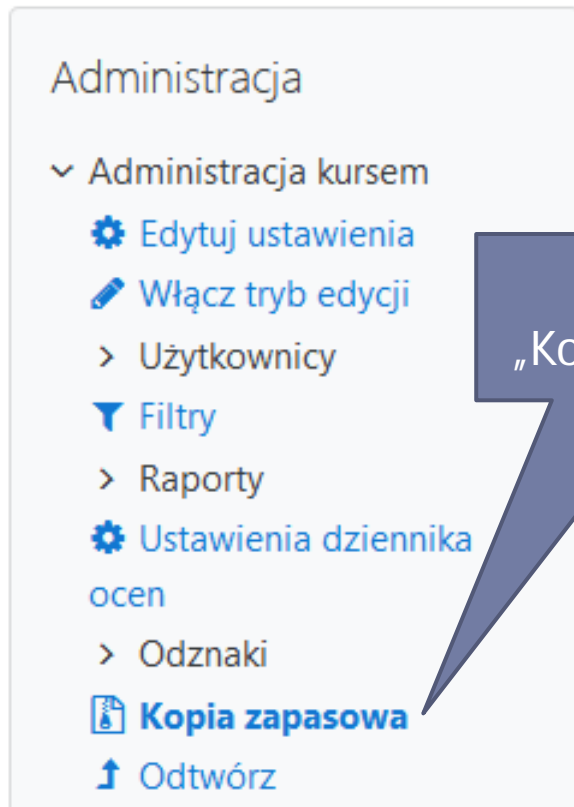 Administracja
Administracja kursem
Edytuj ustawienia
Włącz tryb edycji
Użytkownicy
Filtry
Raporty
Ustawienia dziennika
ocen
Odznaki
Kopia zapasowa
Odtwórz